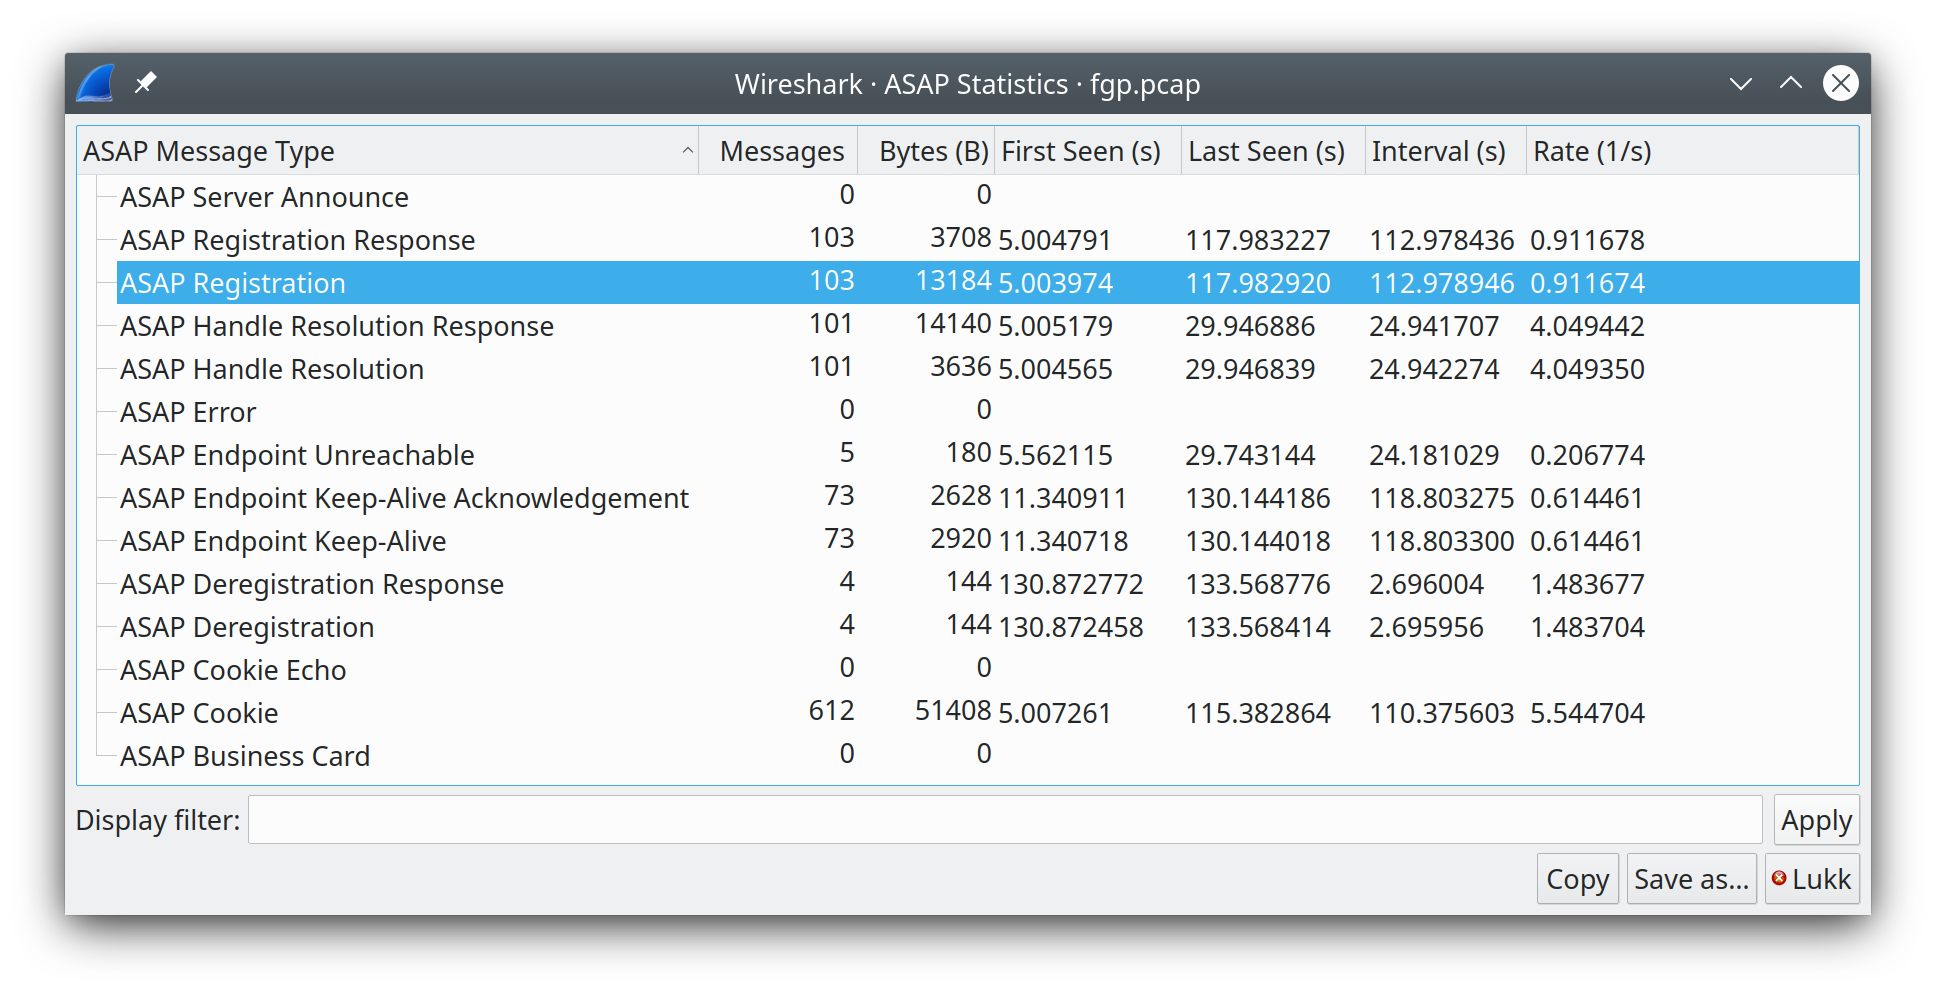 Wireshark · ASAP Statistics · fgp.pcap
ASAP Message Type Messages Bytes (B) First Seen (s) Last Seen (s) Interval (s) Rate (1/s)
ASAP Server Announce 0 0
ASAP Registration Response 103 3708 5.004791 117.983227 112.978436 0.911678
ASAP Registration 103 13184 5.003974 117.982920 112.978946 0.911674
ASAP Handle Resolution Response 101 14140 5.005179 29.946886 24.941707 4.049442
ASAP Handle Resolution 101 3636 5.004565 29.946839 24.942274 4.049350
ASAP Error 0 0
ASAP Endpoint Unreachable 5 180 5.562115 29.743144 24.181029 0.206774
ASAP Endpoint Keep-Alive Acknowledgement 73 2628 11.340911 130.144186 118.803275 0.614461
ASAP Endpoint Keep-Alive 73 2920 11.340718 130.144018 118.803300 0.614461
ASAP Deregistration Response 4 144 130.872772 133.568776 2.696004 1.483677
ASAP Deregistration 4 144 130.872458 133.568414 2.695956 1.483704
ASAP Cookie Echo 0 0
ASAP Cookie 612 51408 5.007261 115.382864 110.375603 5.544704
ASAP Business Card 0 0
Display filter: Apply
Copy Save as... Lukk